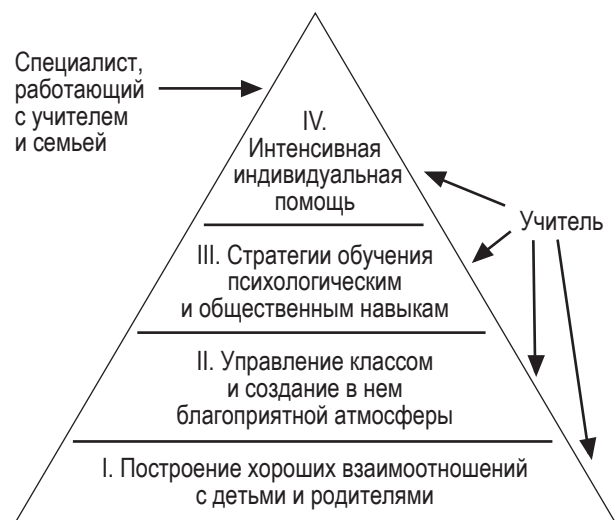 Специалист,
работающий
с учителем
и семьей
IV.
Интенсивная
индивидуальная
помощь
Учитель
III. Стратегии обучения
психологическим
и общественным навыкам
II. Управление классом
и создание в нем
благоприятной атмосферы
I. Построение хороших взаимоотношений
с детьми и родителями